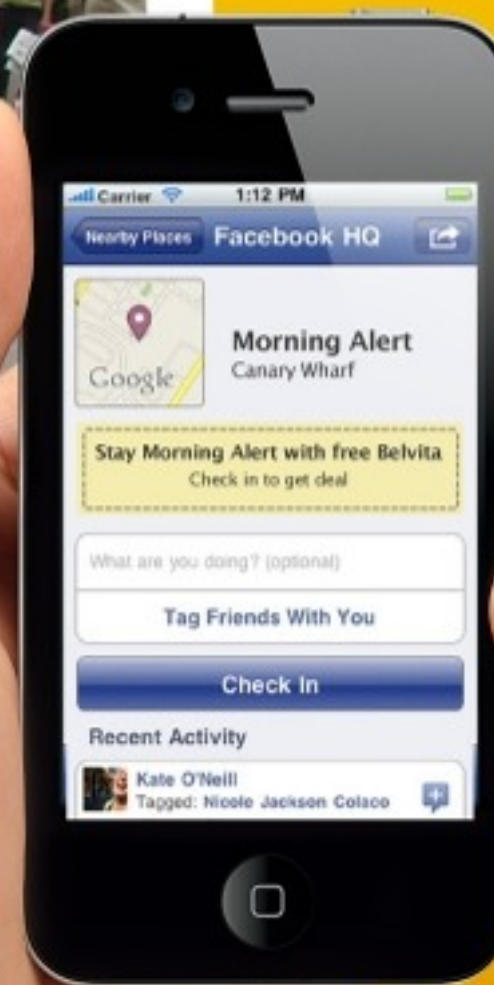 Carrier 1:12 PM
Nearby Places Facebook HQ
Google
Morning Alert
Canary Wharf
Stay Morning Alert with free Belvita
Check in to get deal
What are you doing? (optional)
Tag Friends With You
Check In
Recent Activity
Kate O'Neill
Tagged: Nicole Jackson Colaco